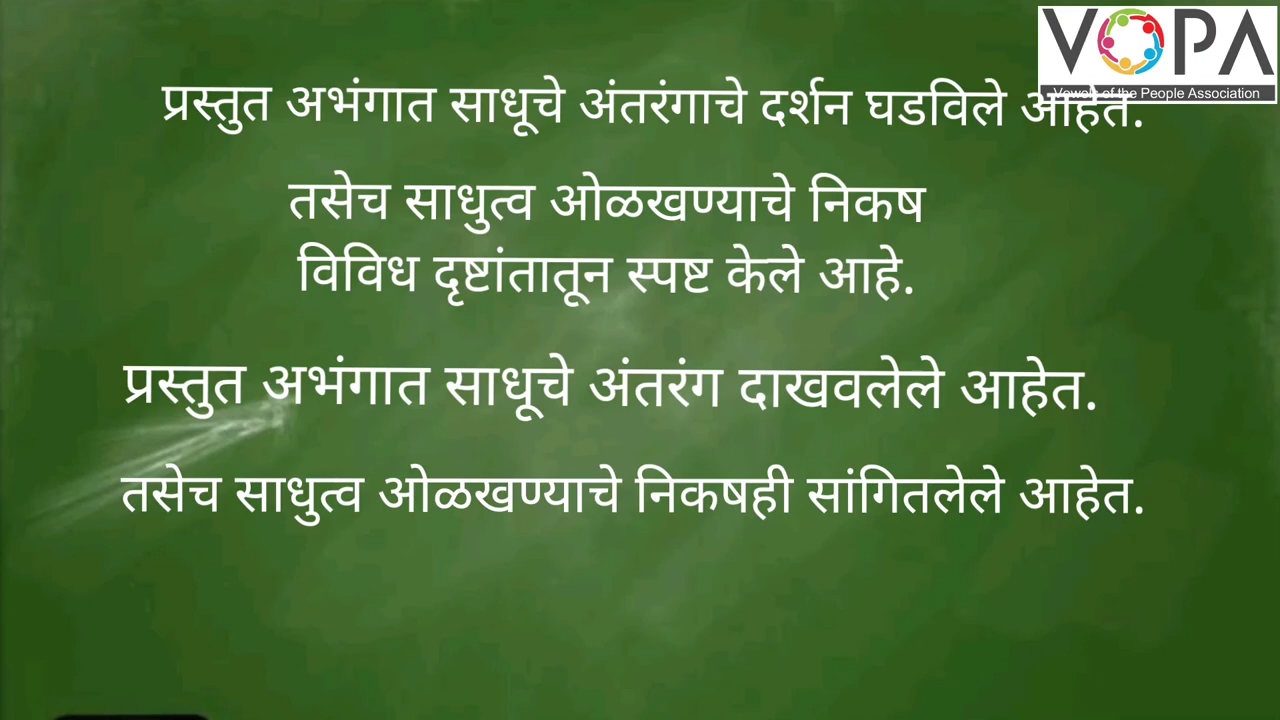 VOPA
Vowels of the People Association
प्रस्तुत अभंगात साधूचे अंतरंगाचे दर्शन घडविले आहेत.
तसेच साधुत्व ओळखण्याचे निकष
विविध दृष्टांतातून स्पष्ट केले आहे.
प्रस्तुत अभंगात साधूचे अंतरंग दाखवलेले आहेत.
तसेच साधुत्व ओळखण्याचे निकषही सांगितलेले आहेत.